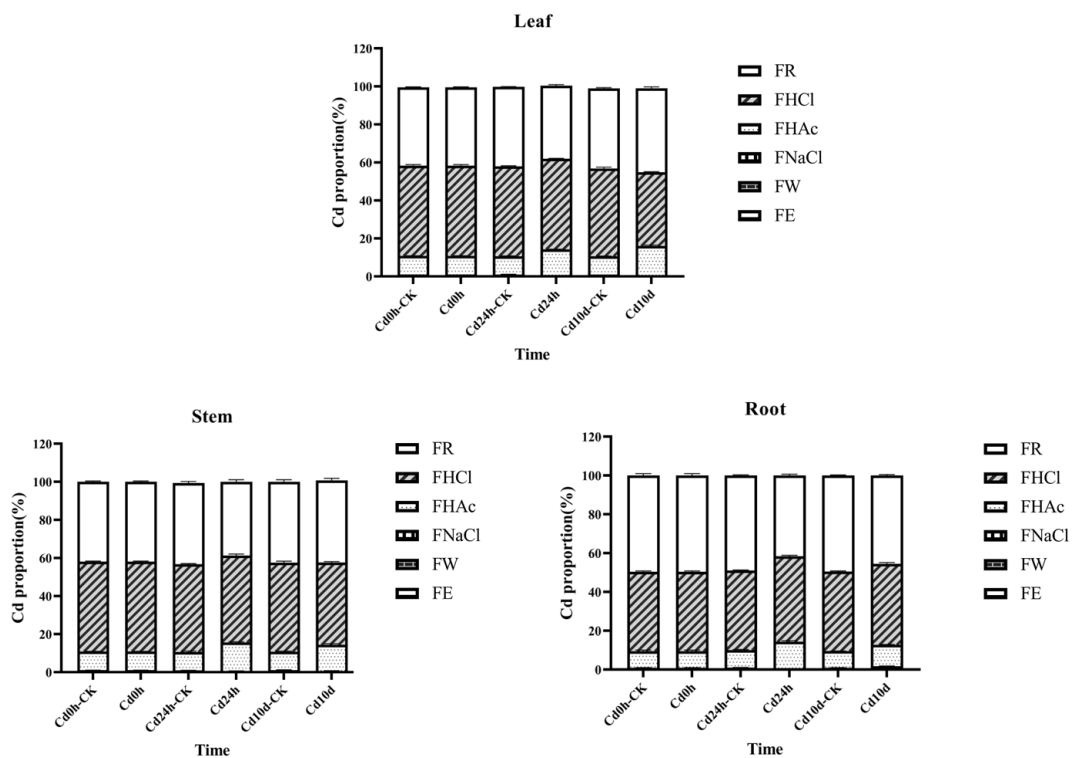 Leaf
Cd proportion(%)
120
100
80
60
40
20
0
Cd0h-CK
Cd0h
Cd24h-CK
Cd24h
Cd10d-CK
Cd10d
Time
FR
FHCl
FHAc
FNaCl
FW
FE
Stem
Cd proportion(%)
120
100
80
60
40
20
0
Cd0h-CK
Cd0h
Cd24h-CK
Cd24h
Cd10d-CK
Cd10d
Time
FR
FHCl
FHAc
FNaCl
FW
FE
Root
Cd proportion(%)
120
100
80
60
40
20
0
Cd0h-CK
Cd0h
Cd24h-CK
Cd24h
Cd10d-CK
Cd10d
Time
FR
FHCl
FHAc
FNaCl
FW
FE